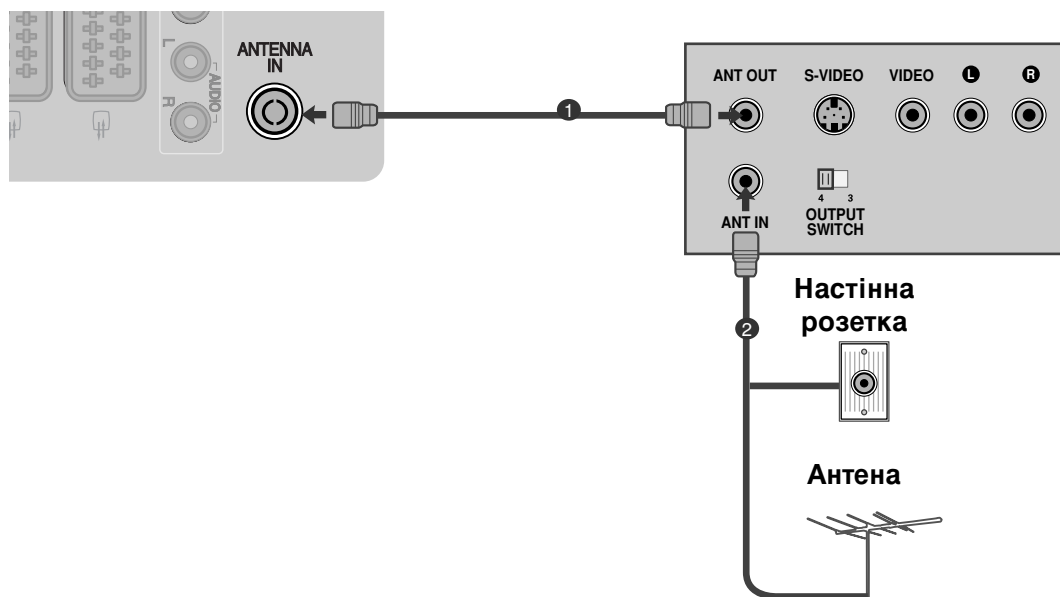 L
R
AUDIO
ANTENNA
IN
1
ANT OUT
S-VIDEO
VIDEO
L
R
ANT IN
4 3
OUTPUT
SWITCH
2
Настінна
розетка
Антена